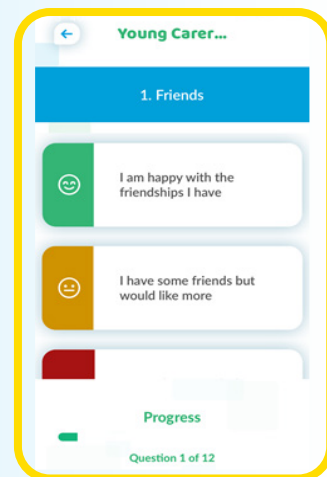 Young Carer...
1. Friends
I am happy with the
friendships I have
I have some friends but
would like more
Progress
Question 1 of 12